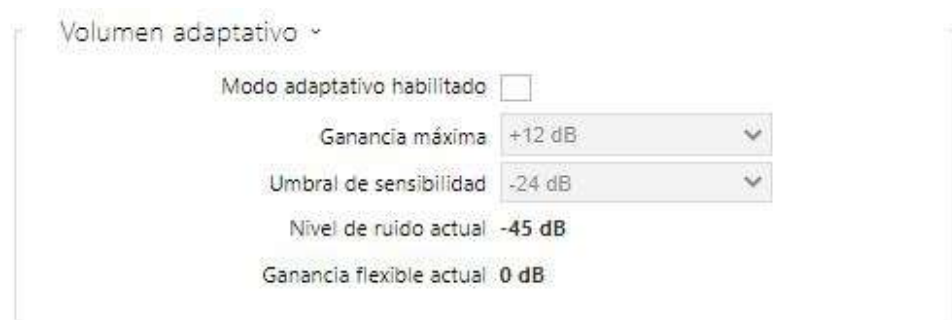 Volumen adaptativo
Modo adaptativo habilitado
Ganancia máxima +12 dB
Umbral de sensibilidad -24 dB
Nivel de ruido actual -45 dB
Ganancia flexible actual 0 dB